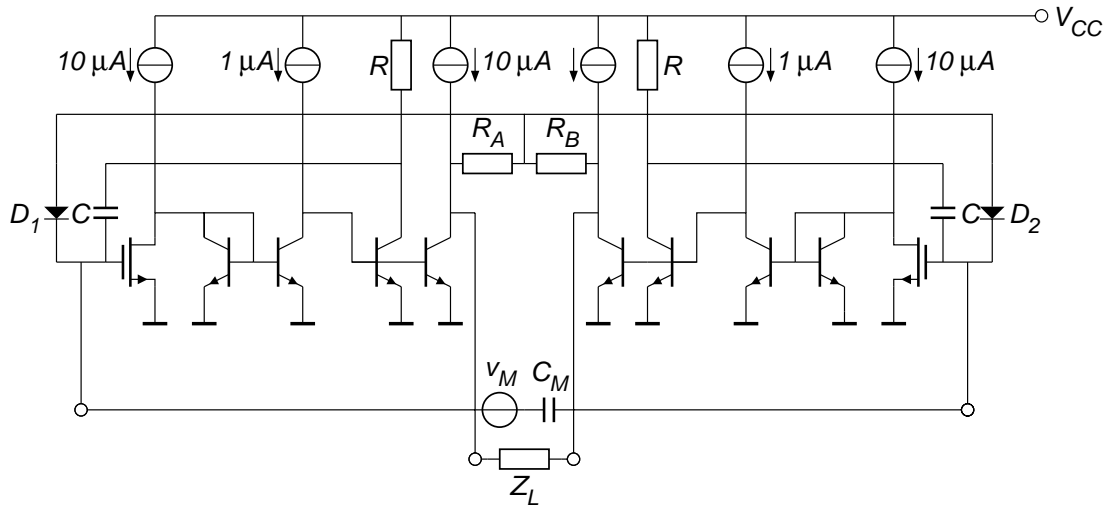 V_CC
10 μA
1 μA
R
10 μA
R
1 μA
10 μA
R_A
R_B
D_1
C
C
D_2
v_M
C_M
Z_L